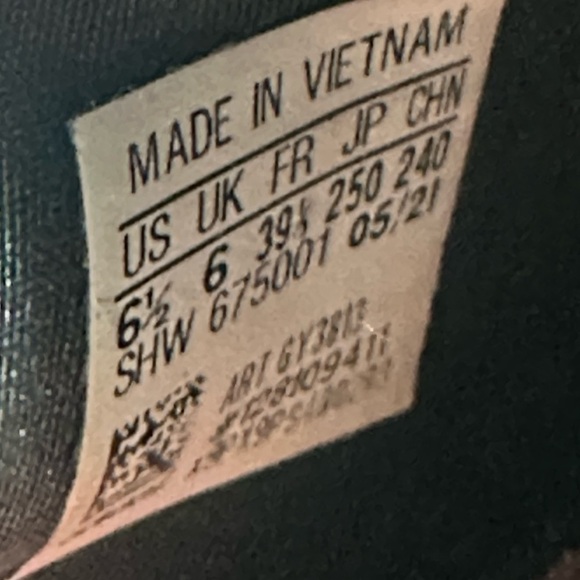 MADE IN VIETNAM
US UK FR JP CHN
6½ 6 39⅓ 250 240
SHW 675001 05/21
ART GY3813